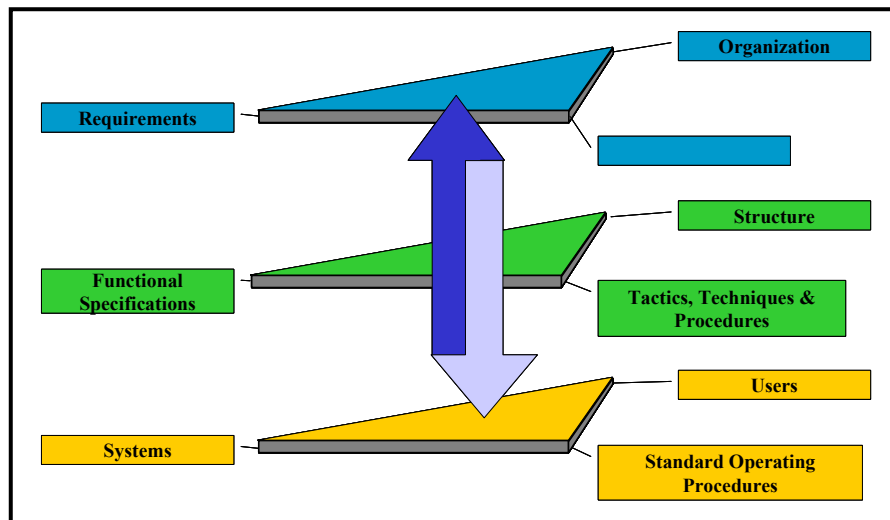 Organization
Requirements
Structure
Functional
Specifications
Tactics, Techniques &
Procedures
Users
Systems
Standard Operating
Procedures